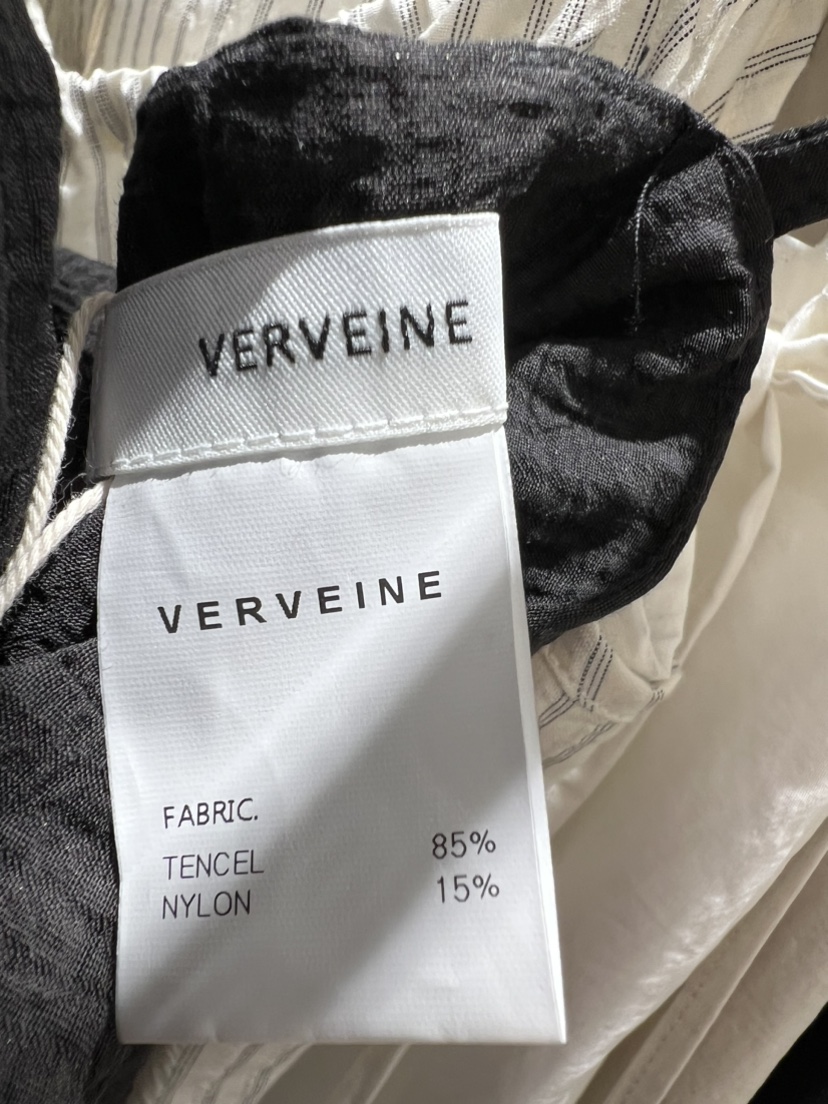 VERVEINE
VERVEINE
FABRIC.
TENCEL 85%
NYLON 15%